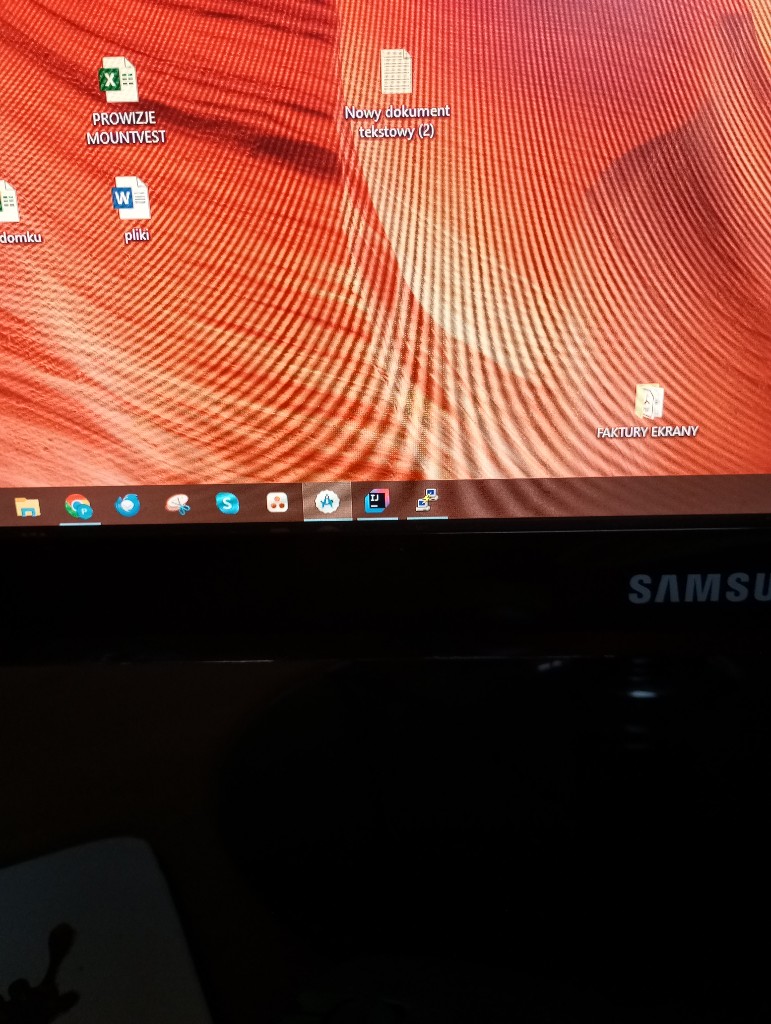 PROWIZJE
MOUNTVEST
Nowy dokument
tekstowy (2)
domku
pliki
FAKTURY EKRANY
SAMSU